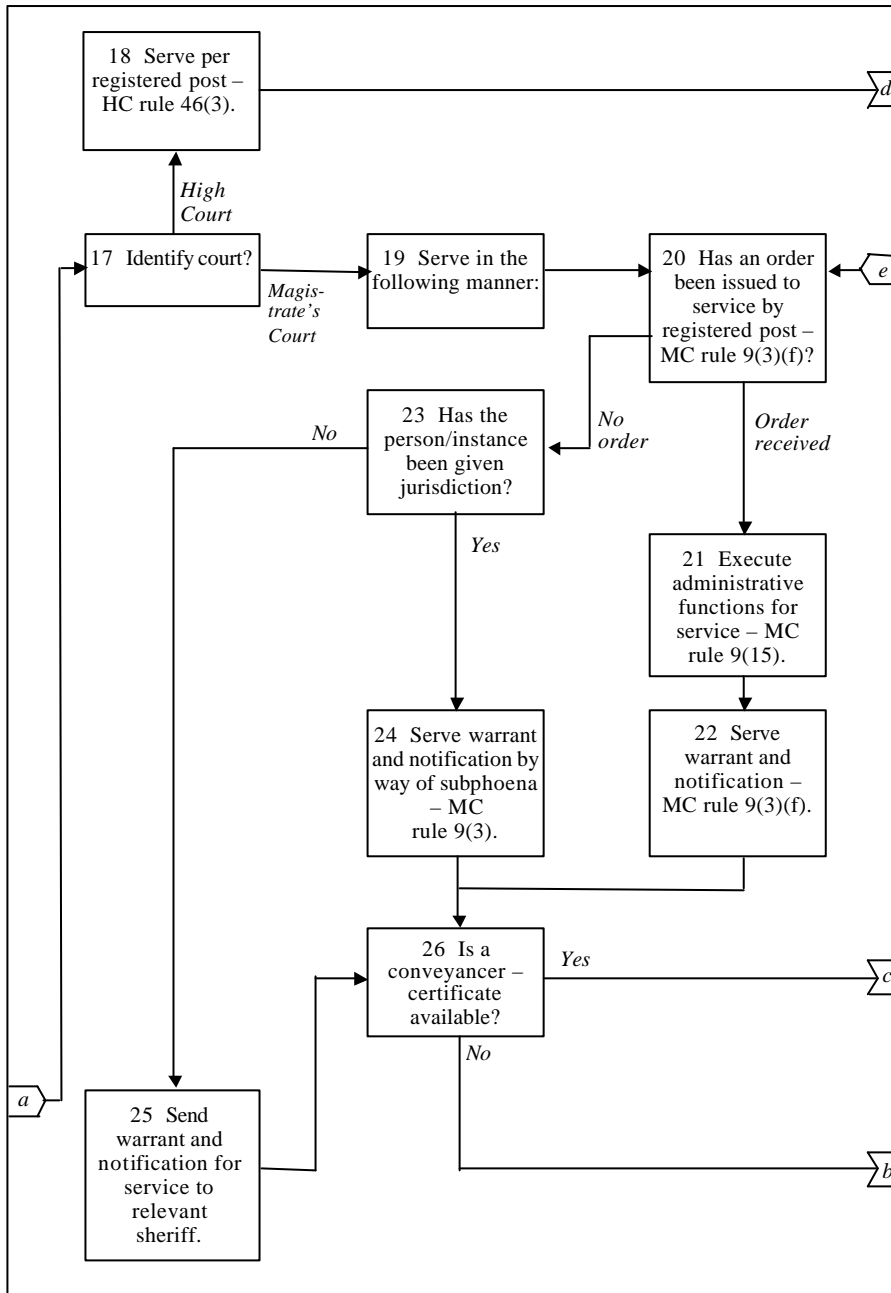 18 Serve per
registered post –
HC rule 46(3).
d
High
Court
17 Identify court?
Magis-
trate's
Court
19 Serve in the
following manner:
20 Has an order
been issued to
service by
registered post –
MC rule 9(3)(f)?
e
No
23 Has the
person/instance
been given
jurisdiction?
No
order
Order
received
Yes
21 Execute
administrative
functions for
service – MC
rule 9(15).
24 Serve warrant
and notification by
way of subphoena
– MC
rule 9(3).
22 Serve
warrant and
notification –
MC rule 9(3)(f).
26 Is a
conveyancer –
certificate
available?
Yes
c
No
a
25 Send
warrant and
notification for
service to
relevant
sheriff.
b